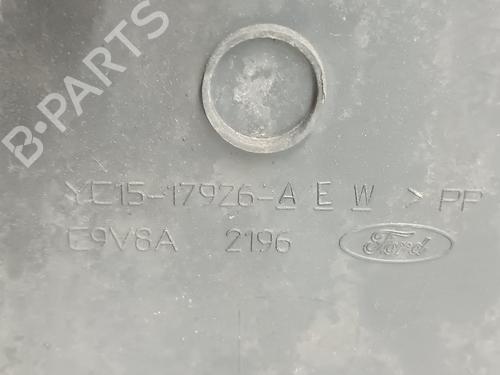 B-PARTS
YC15-17926-A E W >PP
E9V8A 2196 Ford